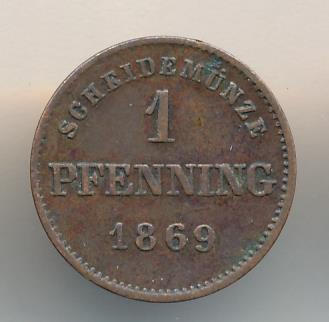 SCHEIDEMÜNZE
1
PFENNING
1869